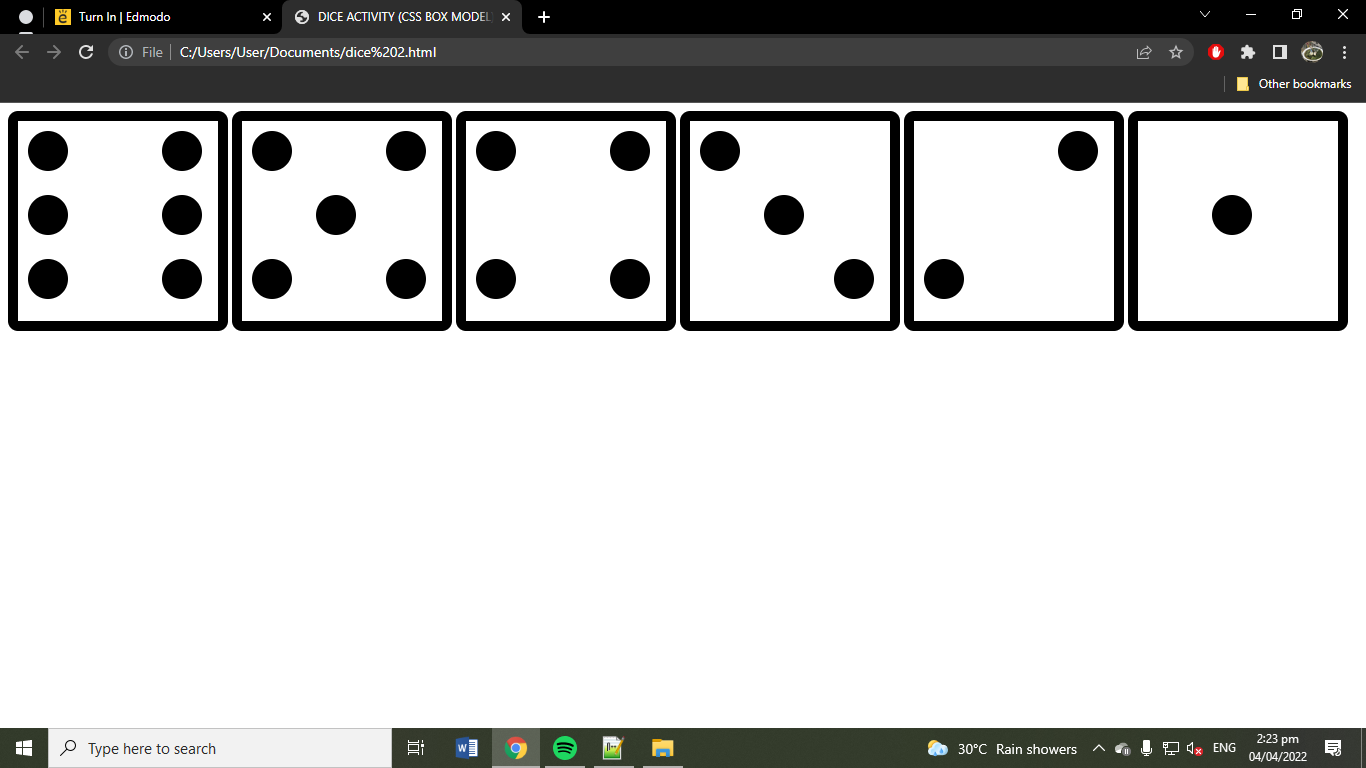 Turn In | Edmodo
DICE ACTIVITY (CSS BOX MODEL
File
C:/Users/User/Documents/dice%202.html
Other bookmarks
Type here to search
30°C Rain showers
ENG
2:23 pm
04/04/2022